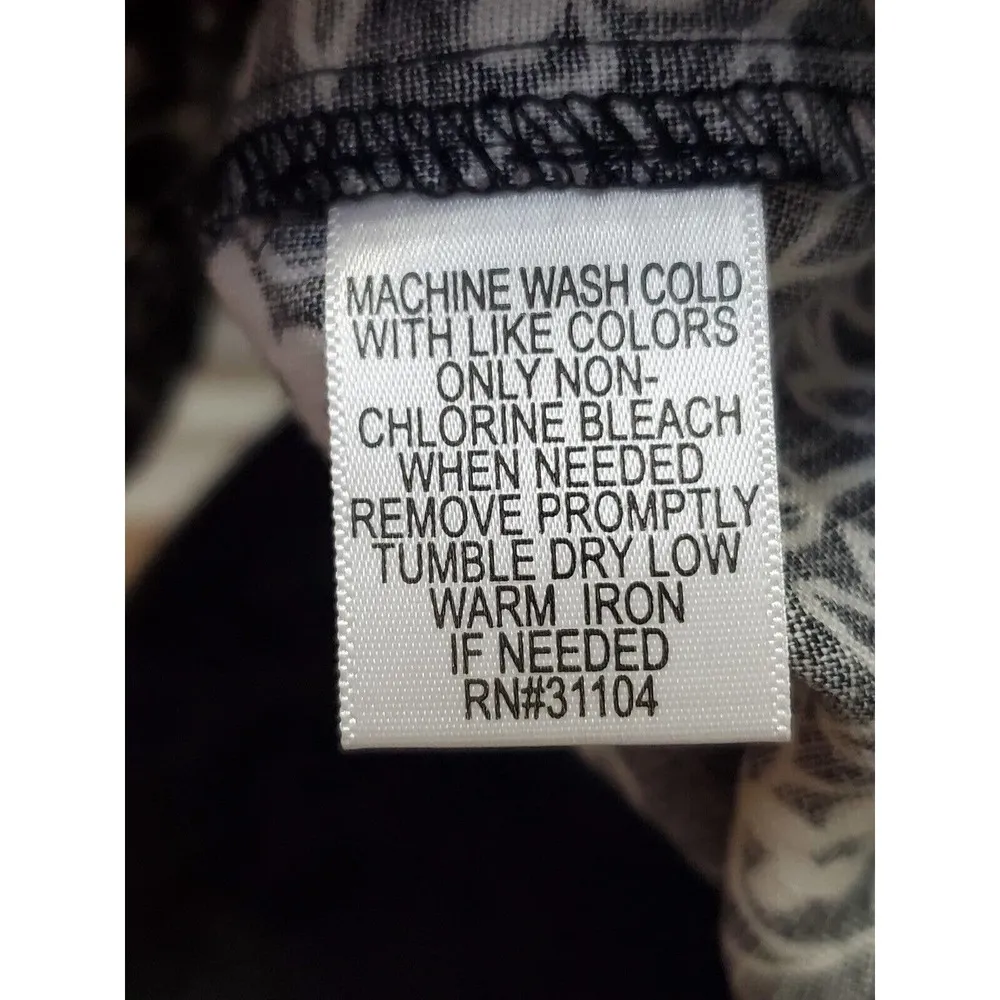 MACHINE WASH COLD
WITH LIKE COLORS
ONLY NON-
CHLORINE BLEACH
WHEN NEEDED
REMOVE PROMPTLY
TUMBLE DRY LOW
WARM IRON
IF NEEDED
RN#31104